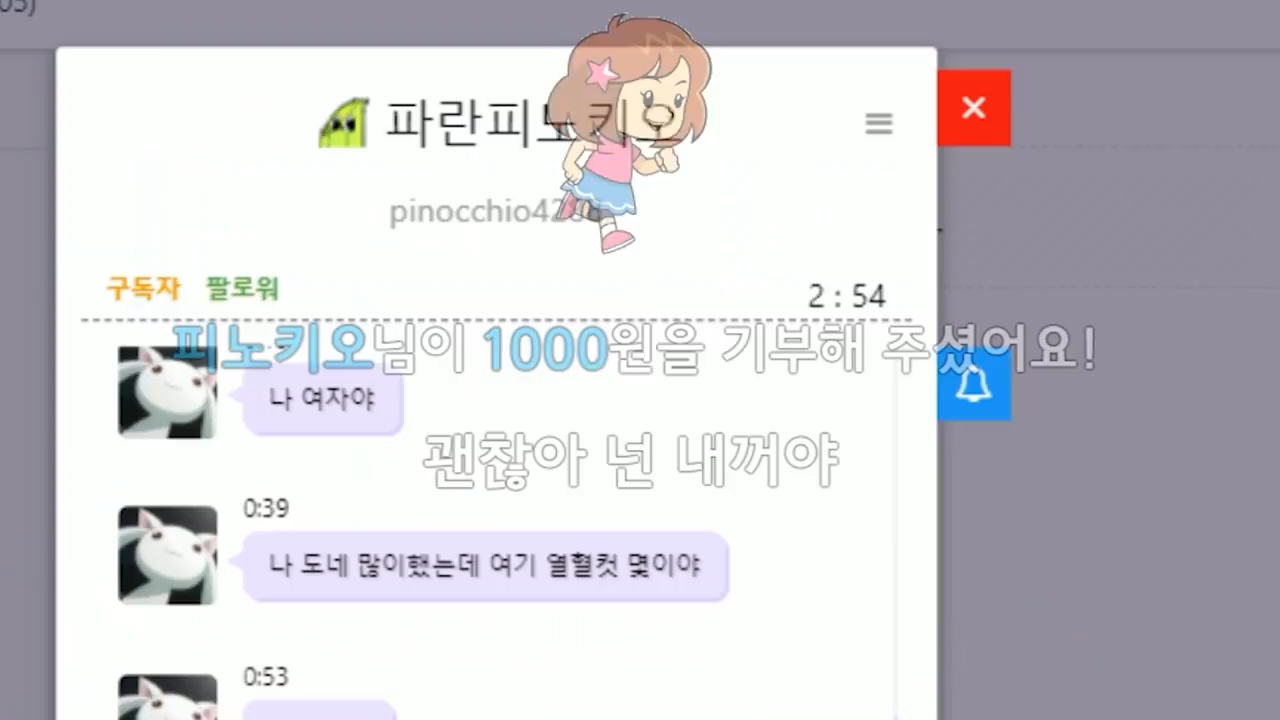 05)
파란피노키오
pinocchio42
구독자 팔로워
2 : 54
피노키오님이 1000원을 기부해 주셨어요!
나 여자야
괜찮아 넌 내꺼야
0:39
나 도네 많이했는데 여기 열혈컷 몇이야
0:53